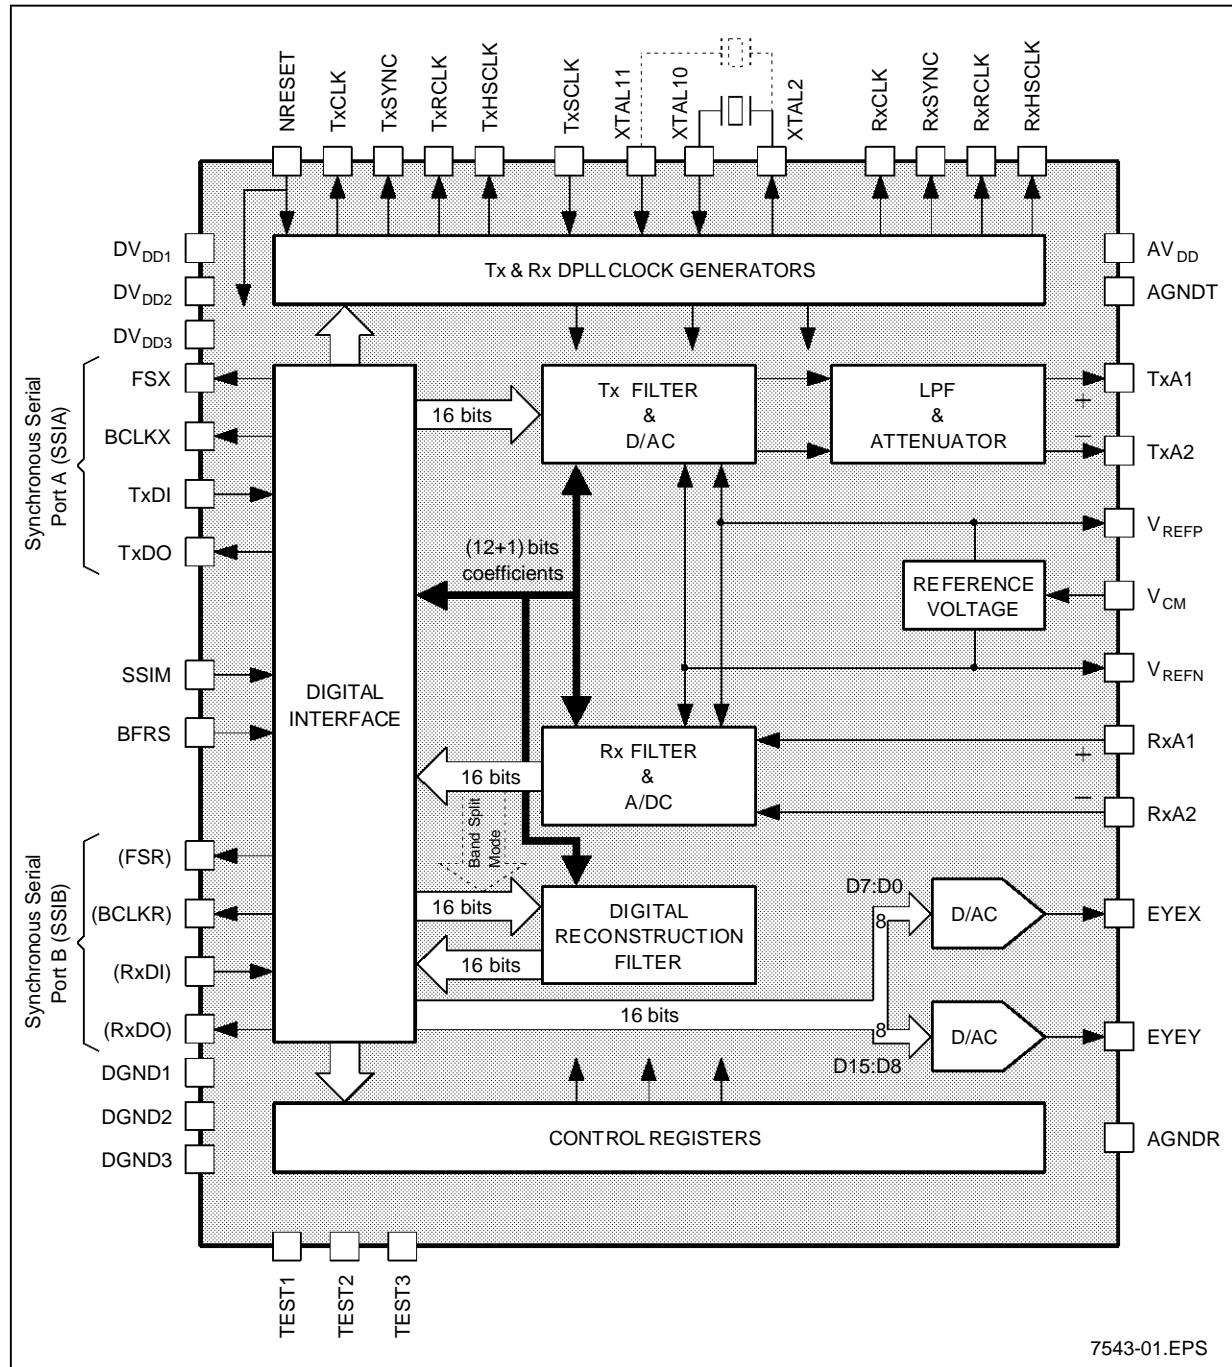 NRESET
TxCLK
TxSYNC
TxRCLK
TxHSCLK
TxSCLK
XTAL11
XTAL10
XTAL2
RxCLK
RxSYNC
RxRCLK
RxHSCLK
DVDD1
DVDD2
DVDD3
Tx & Rx DPLL CLOCK GENERATORS
AVDD
AGNDT
Synchronous Serial
Port A (SSIA)
FSX
BCLKX
TxDI
TxDO
16 bits
Tx FILTER
&
D/AC
LPF
&
ATTENUATOR
TxA1
+
−
TxA2
VREFP
(12+1) bits
coefficients
REFERENCE
VOLTAGE
VCM
VREFN
SSIM
BFRS
DIGITAL
INTERFACE
16 bits
Rx FILTER
&
A/DC
RxA1
+
−
RxA2
Band Split
Mode
Synchronous Serial
Port B (SSIB)
(FSR)
(BCLKR)
(RxDI)
(RxDO)
16 bits
16 bits
DIGITAL
RECONSTRUCTION
FILTER
16 bits
D7:D0
8
D/AC
EYEX
8
D15:D8
D/AC
EYEY
DGND1
DGND2
DGND3
CONTROL REGISTERS
AGNDR
TEST1
TEST2
TEST3
7543-01.EPS